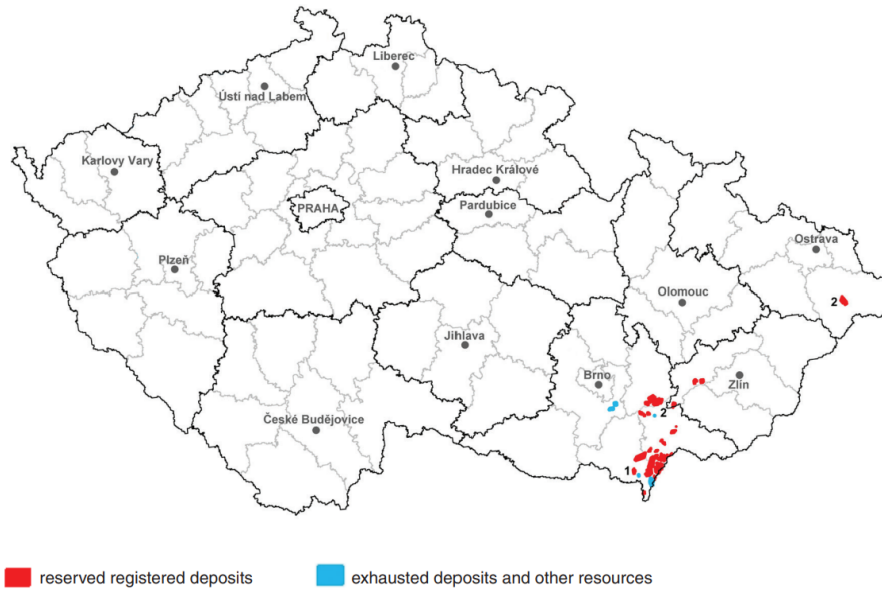 Liberec
Ústí nad Labem
Karlovy Vary
Hradec Králové
PRAHA
Pardubice
Ostrava
Plzeň
Olomouc
2
Jihlava
Brno
Zlín
2
České Budějovice
1
reserved registered deposits
exhausted deposits and other resources